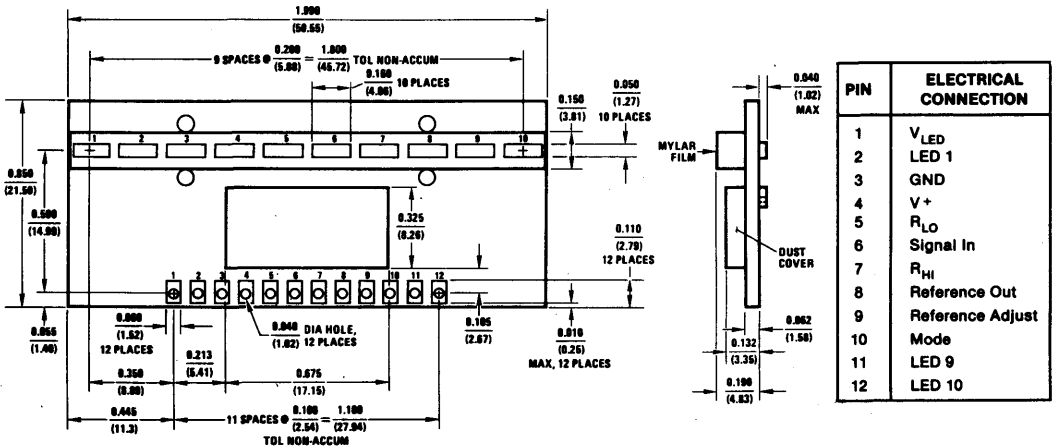 1.990
(50.55)
9 SPACES @ 0.200 (5.08) = 1.800 (45.72) TOL NON-ACCUM
0.160 (4.06) 10 PLACES
0.150
(3.81)
0.050
(1.27)
10 PLACES
0.040
(1.02)
MAX
1 2 3 4 5 6 7 8 9 10
0.850
(21.59)
(14.99)
MYLAR
FILM
0.325
(8.26)
0.110
(2.79)
12 PLACES
DUST
COVER
1 2 3 4 5 6 7 8 9 10 11 12
0.055
(1.40)
0.060
(1.52)
12 PLACES
0.040 (1.02) DIA HOLE,
12 PLACES
0.105
(2.67)
0.010
(0.25)
MAX, 12 PLACES
0.062
(1.58)
0.132
(3.35)
0.213
(5.41)
0.350
(8.89)
0.675
(17.15)
0.190
(4.83)
0.445
(11.3)
11 SPACES @ 0.100 (2.54) = 1.100 (27.94)
TOL NON-ACCUM
PIN ELECTRICAL CONNECTION
1 V_LED
2 LED 1
3 GND
4 V+
5 R_LO
6 Signal In
7 R_HI
8 Reference Out
9 Reference Adjust
10 Mode
11 LED 9
12 LED 10